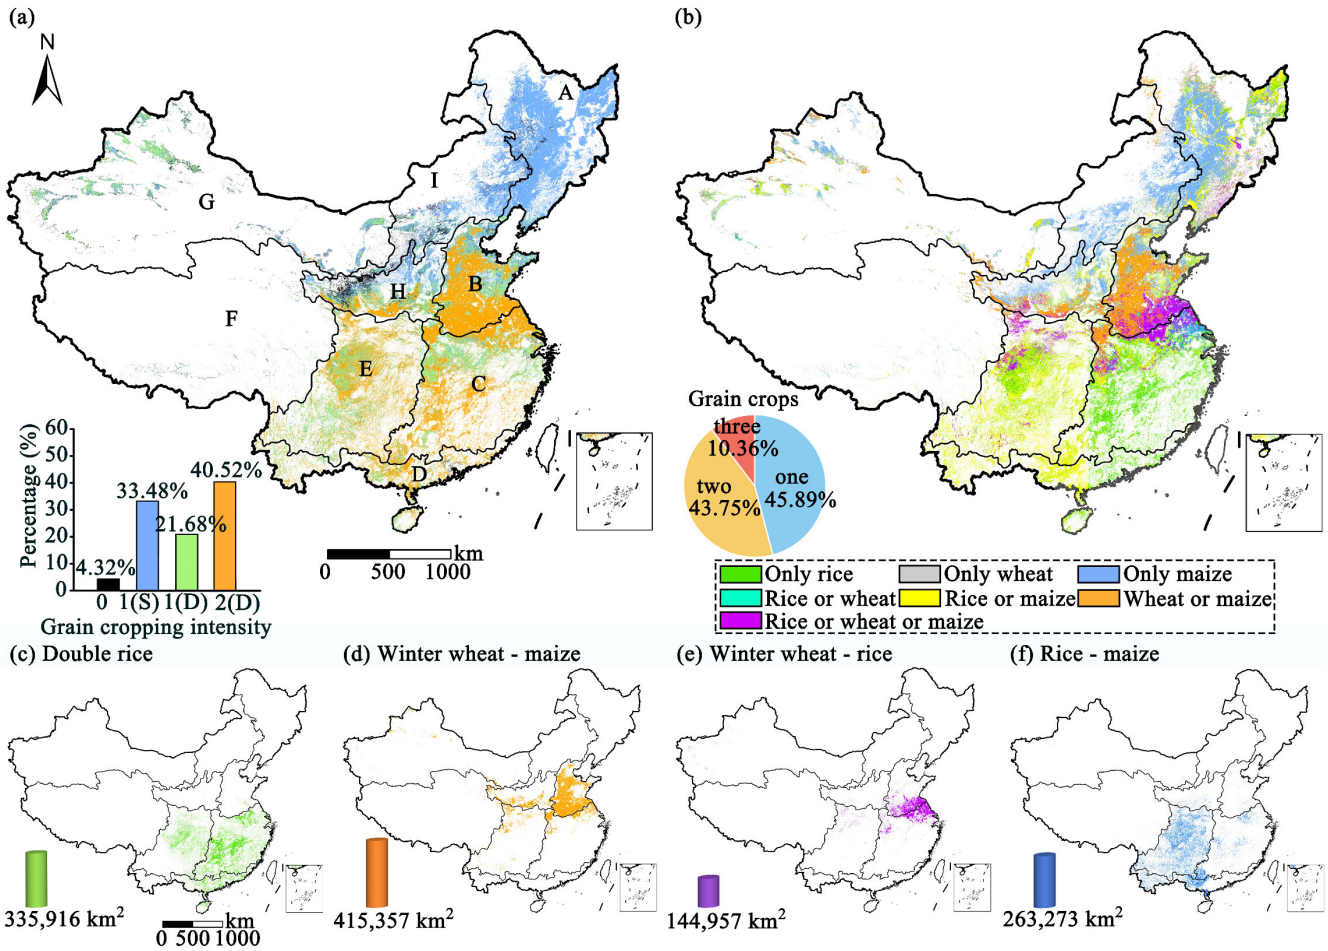 (a)
(b)
N
A
I
G
B
H
F
E
C
D
Percentage (%)
60
50
40
30
20
10
0
4.32%
33.48%
21.68%
40.52%
0 1(S) 1(D) 2(D)
Grain cropping intensity
km
0 500 1000
Grain crops
three
10.36%
two
43.75%
one
45.89%
Only rice Only wheat Only maize
Rice or wheat Rice or maize Wheat or maize
Rice or wheat or maize
(c) Double rice
(d) Winter wheat - maize
(e) Winter wheat - rice
(f) Rice - maize
335,916 km²
km
0 500 1000
415,357 km²
144,957 km²
263,273 km²